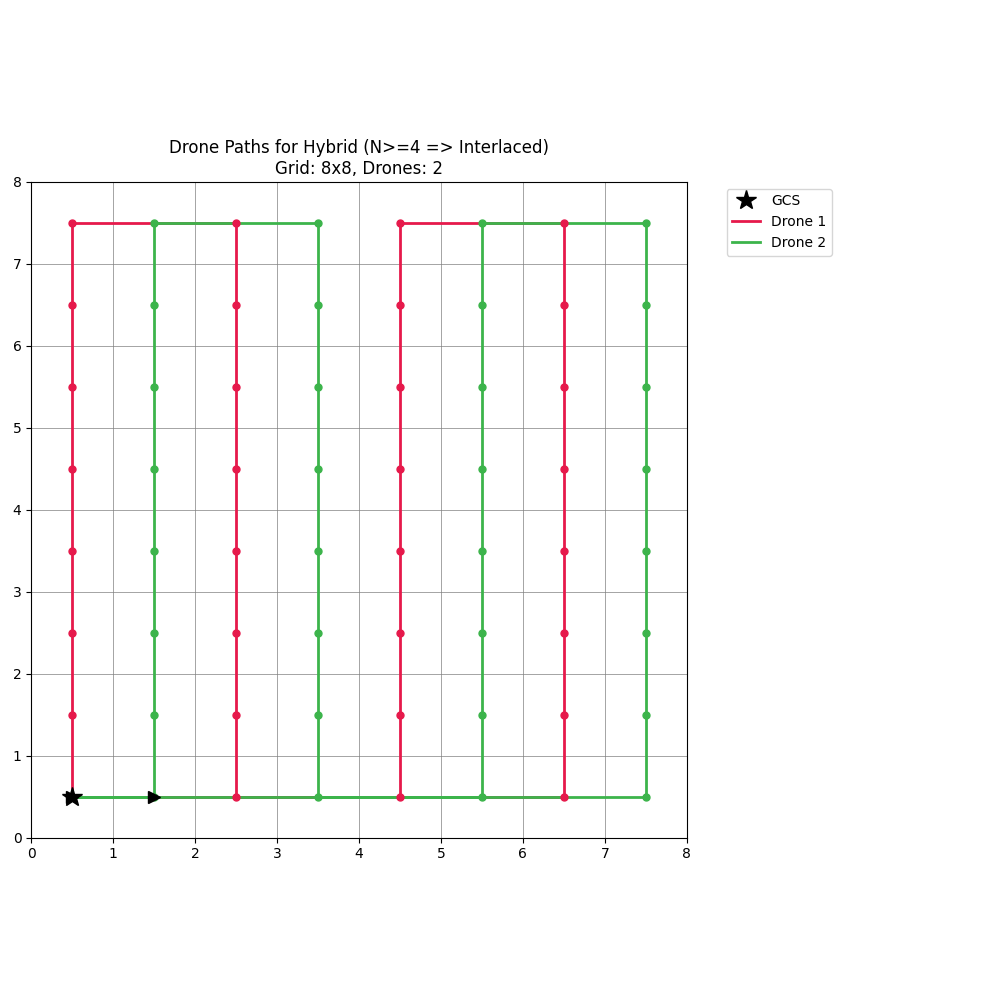 Drone Paths for Hybrid (N>=4 => Interlaced)
Grid: 8x8, Drones: 2
GCS
Drone 1
Drone 2
8
7
6
5
4
3
2
1
0
0 1 2 3 4 5 6 7 8